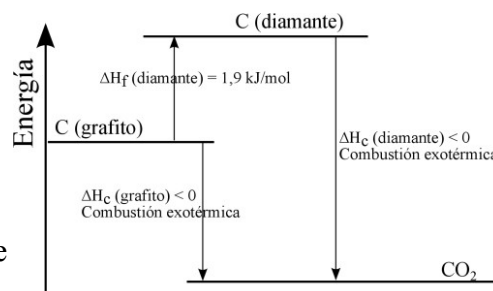 C (diamante)
Energía
ΔHf (diamante) = 1,9 kJ/mol
C (grafito)
ΔHc (diamante) < 0
Combustión exotérmica
ΔHc (grafito) < 0
Combustión exotérmica
e
CO₂